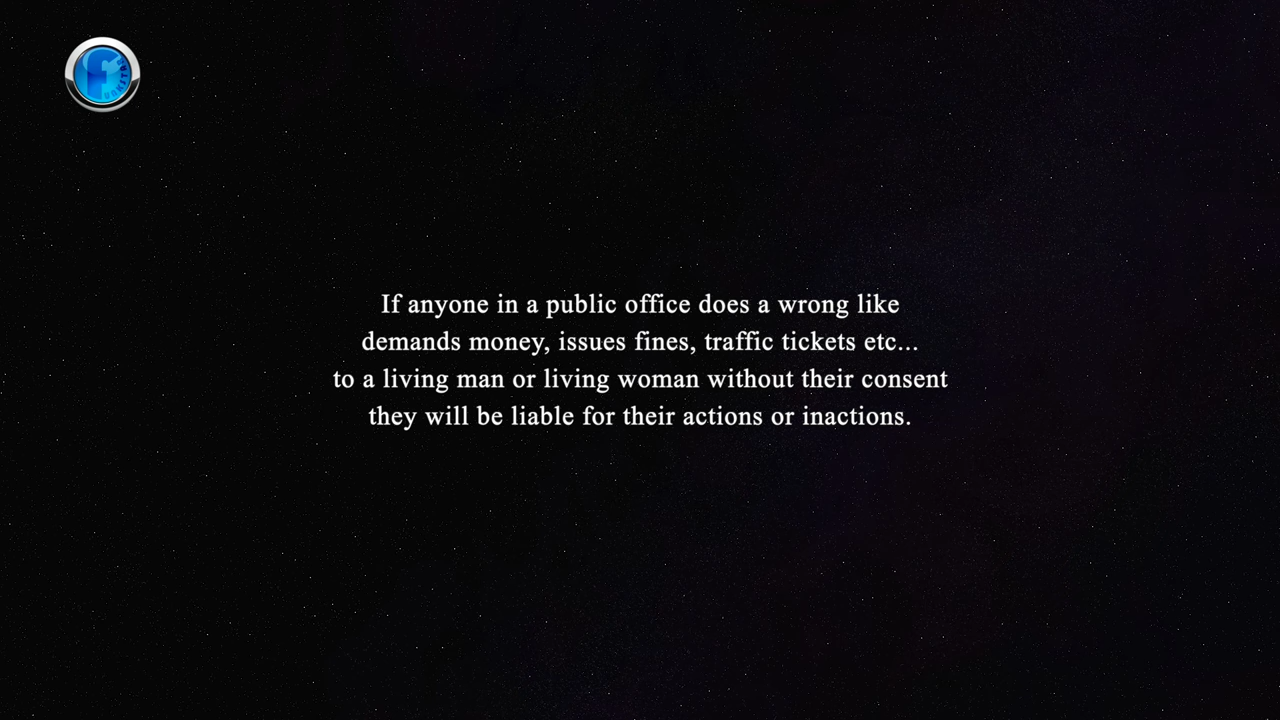 FUNKSTAR
If anyone in a public office does a wrong like
demands money, issues fines, traffic tickets etc...
to a living man or living woman without their consent
they will be liable for their actions or inactions.